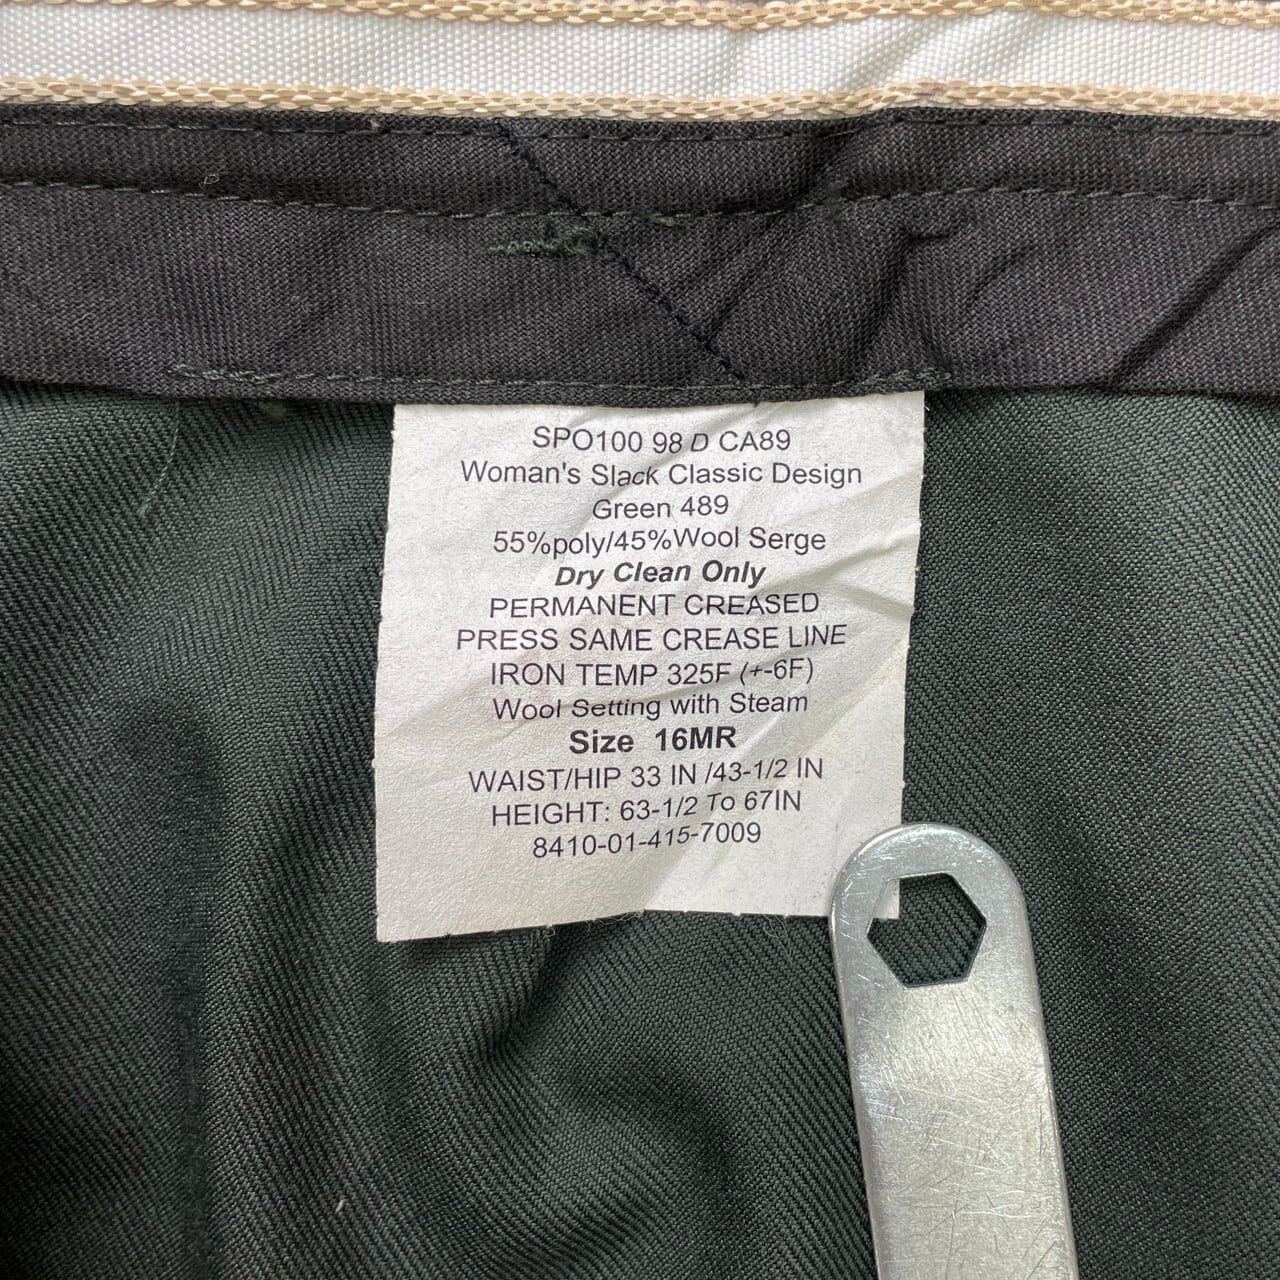 SPO100 98 D CA89
Woman's Slack Classic Design
Green 489
55%poly/45%Wool Serge
Dry Clean Only
PERMANENT CREASED
PRESS SAME CREASE LINE
IRON TEMP 325F (+-6F)
Wool Setting with Steam
Size 16MR
WAIST/HIP 33 IN /43-1/2 IN
HEIGHT: 63-1/2 To 67IN
8410-01-415-7009